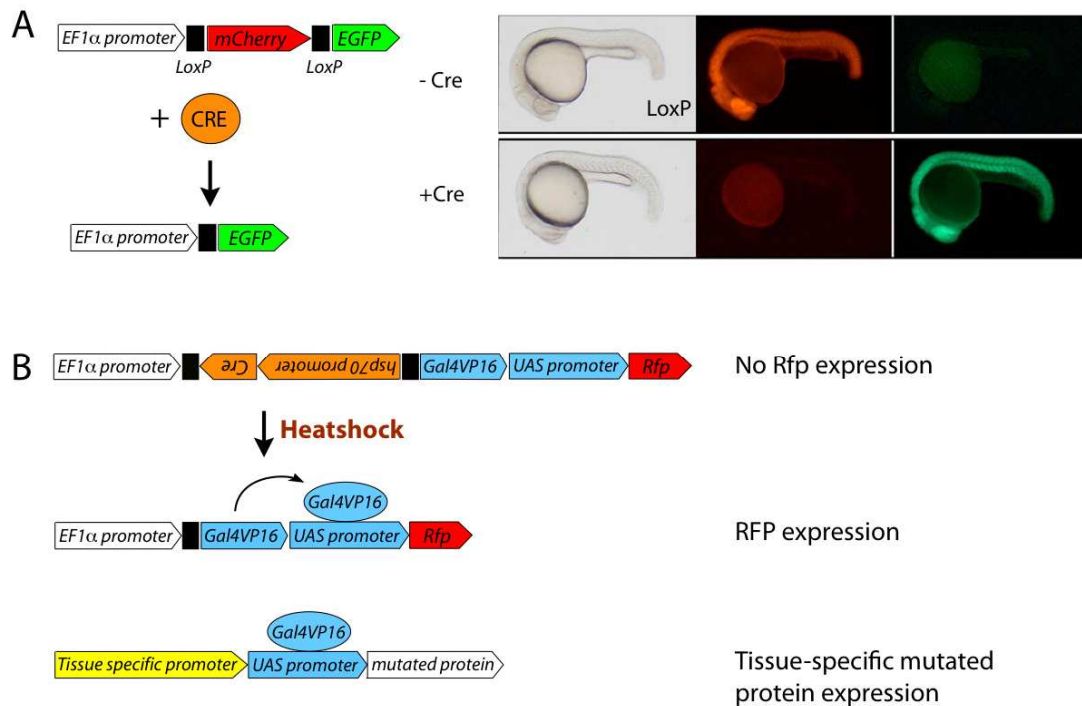 A
EF1α promoter mCherry EGFP
LoxP LoxP
+ CRE
EF1α promoter EGFP
- Cre
LoxP
+Cre
B
EF1α promoter Cre hsp70 promoter Gal4VP16 UAS promoter Rfp
No Rfp expression
Heatshock
Gal4VP16
EF1α promoter Gal4VP16 UAS promoter Rfp
RFP expression
Gal4VP16
Tissue specific promoter UAS promoter mutated protein
Tissue-specific mutated
protein expression